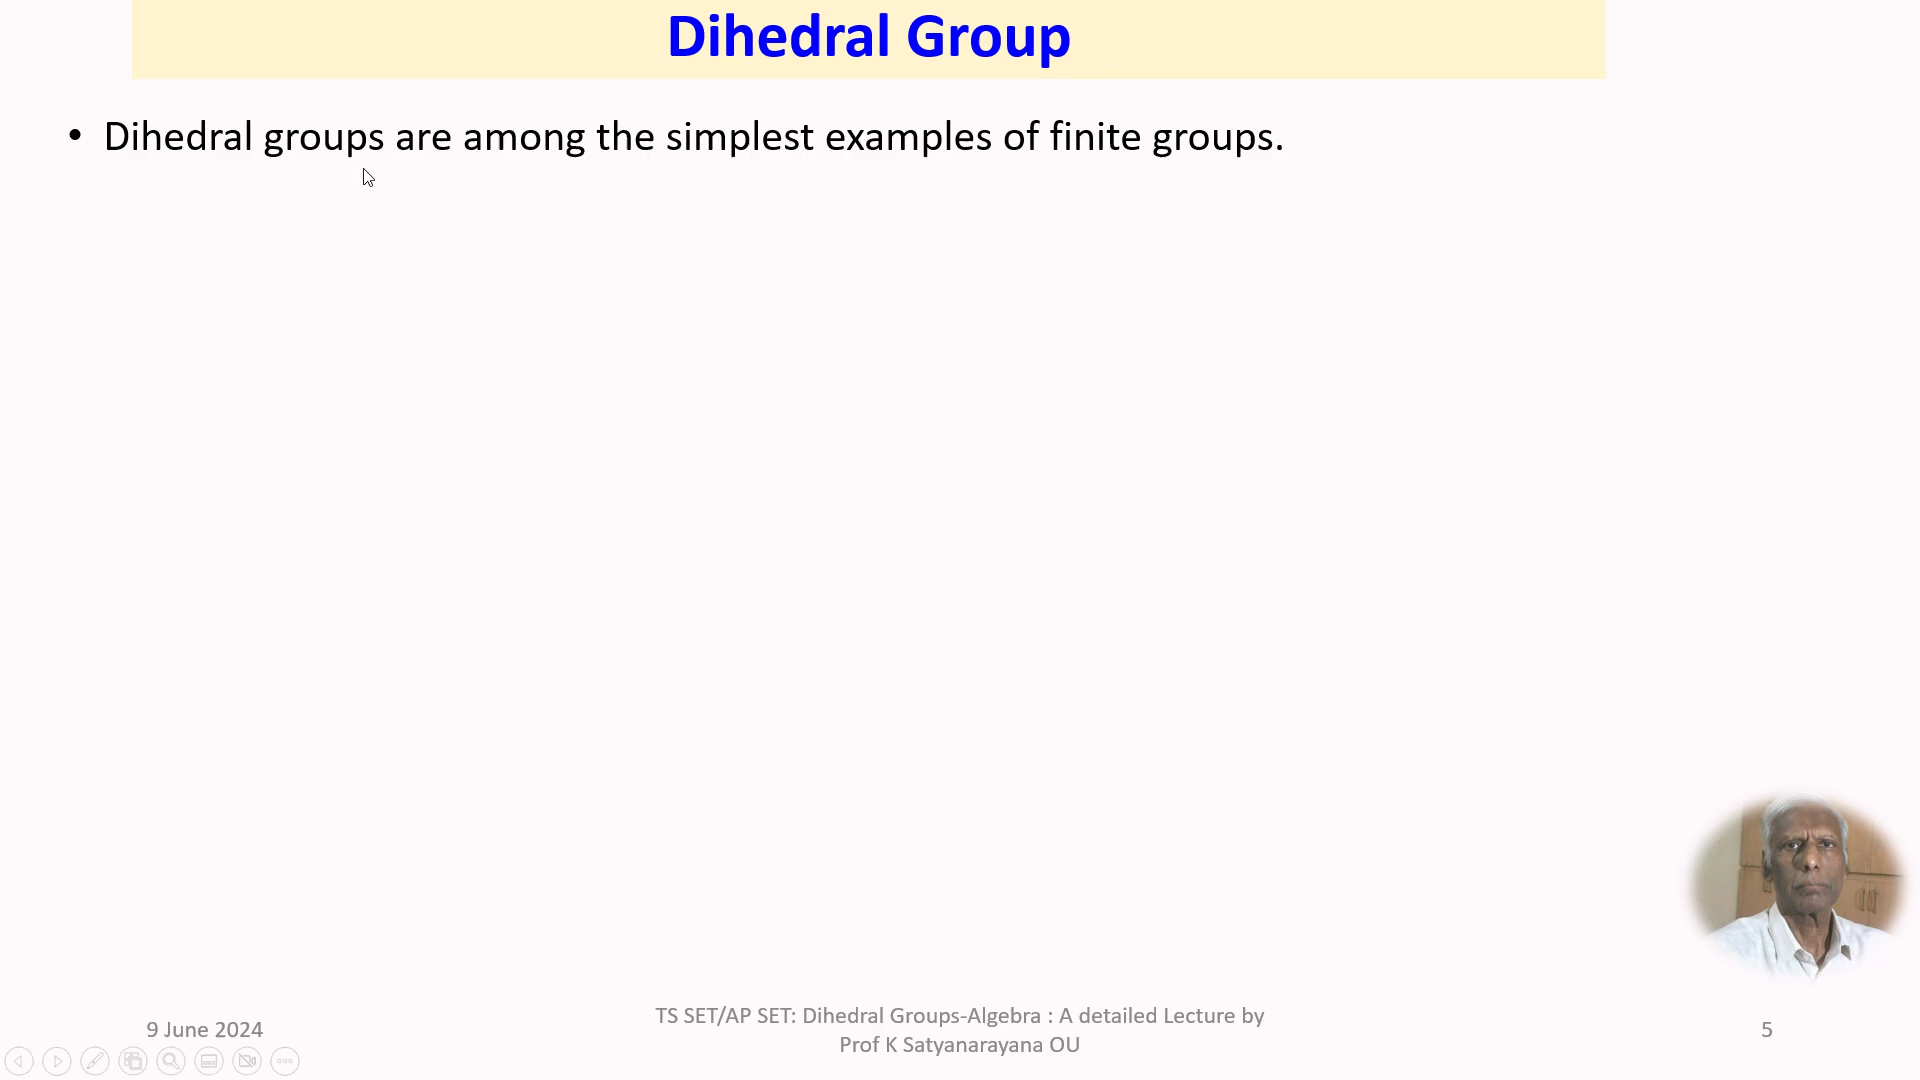 Dihedral Group
• Dihedral groups are among the simplest examples of finite groups.
9 June 2024
TS SET/AP SET: Dihedral Groups-Algebra : A detailed Lecture by
Prof K Satyanarayana OU
5